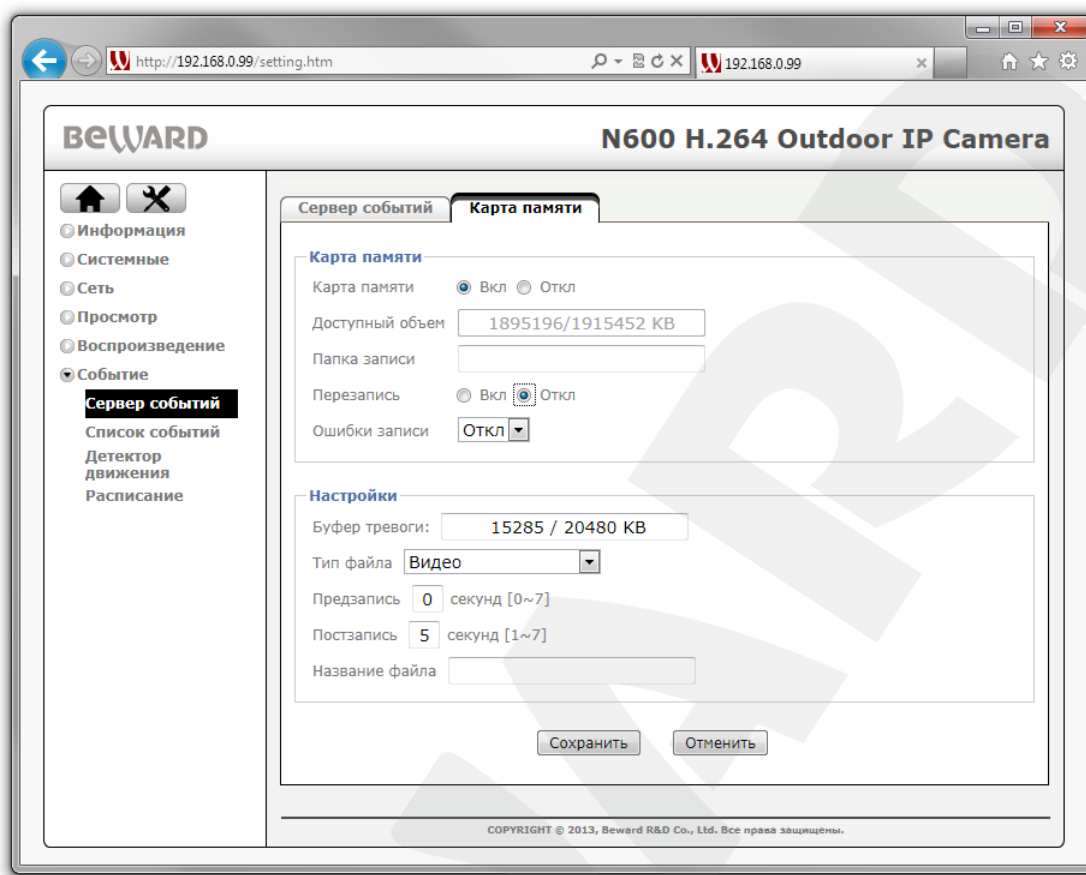 http://192.168.0.99/setting.htm
192.168.0.99
BEWARD
N600 H.264 Outdoor IP Camera
Информация
Системные
Сеть
Просмотр
Воспроизведение
Событие
Сервер событий
Список событий
Детектор
движения
Расписание
Сервер событий Карта памяти
Карта памяти
Карта памяти Вкл Откл
Доступный объем 1895196/1915452 KB
Папка записи
Перезапись Вкл Откл
Ошибки записи Откл
Настройки
Буфер тревоги: 15285 / 20480 KB
Тип файла Видео
Предзапись 0 секунд [0~7]
Постзапись 5 секунд [1~7]
Название файла
Сохранить Отменить
COPYRIGHT © 2013, Beward R&D Co., Ltd. Все права защищены.